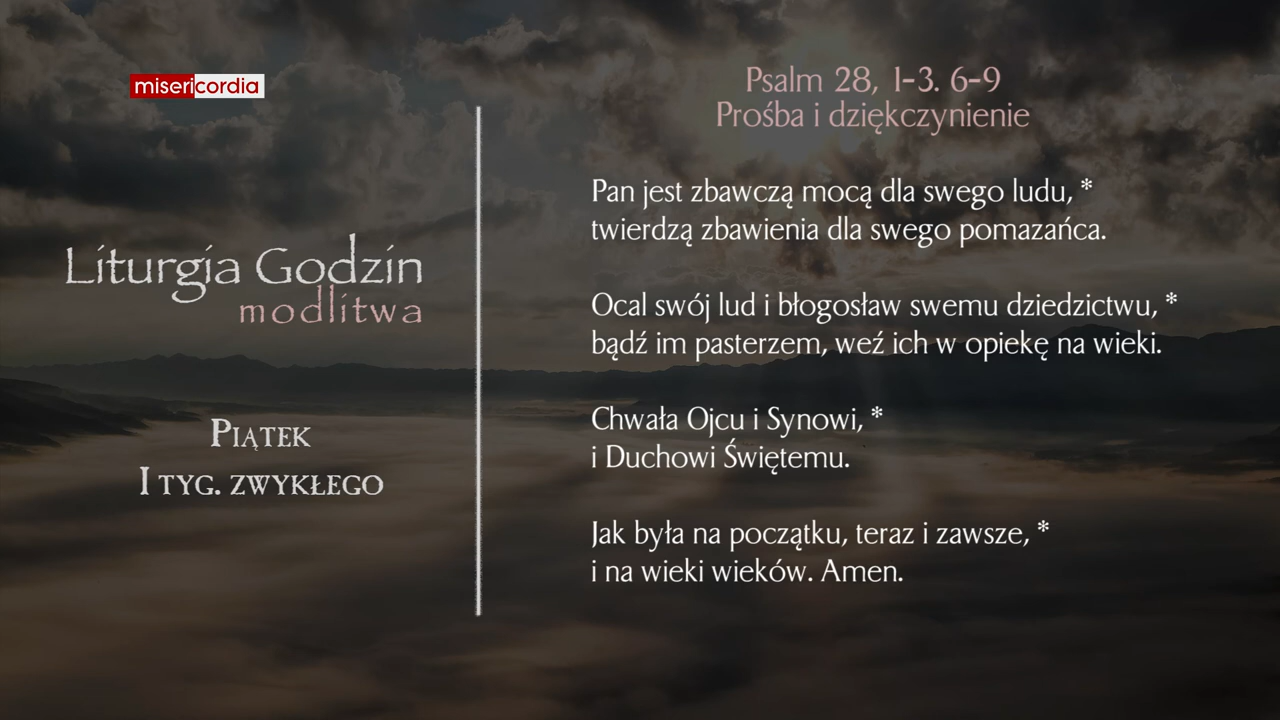 misericordia
Liturgia Godzin
modlitwa
Piątek
I tyg. zwykłego
Psalm 28, 1-3. 6-9
Prośba i dziękczynienie
Pan jest zbawczą mocą dla swego ludu, *
twierdzą zbawienia dla swego pomazańca.
Ocal swój lud i błogosław swemu dziedzictwu, *
bądź im pasterzem, weź ich w opiekę na wieki.
Chwała Ojcu i Synowi, *
i Duchowi Świętemu.
Jak była na początku, teraz i zawsze, *
i na wieki wieków. Amen.